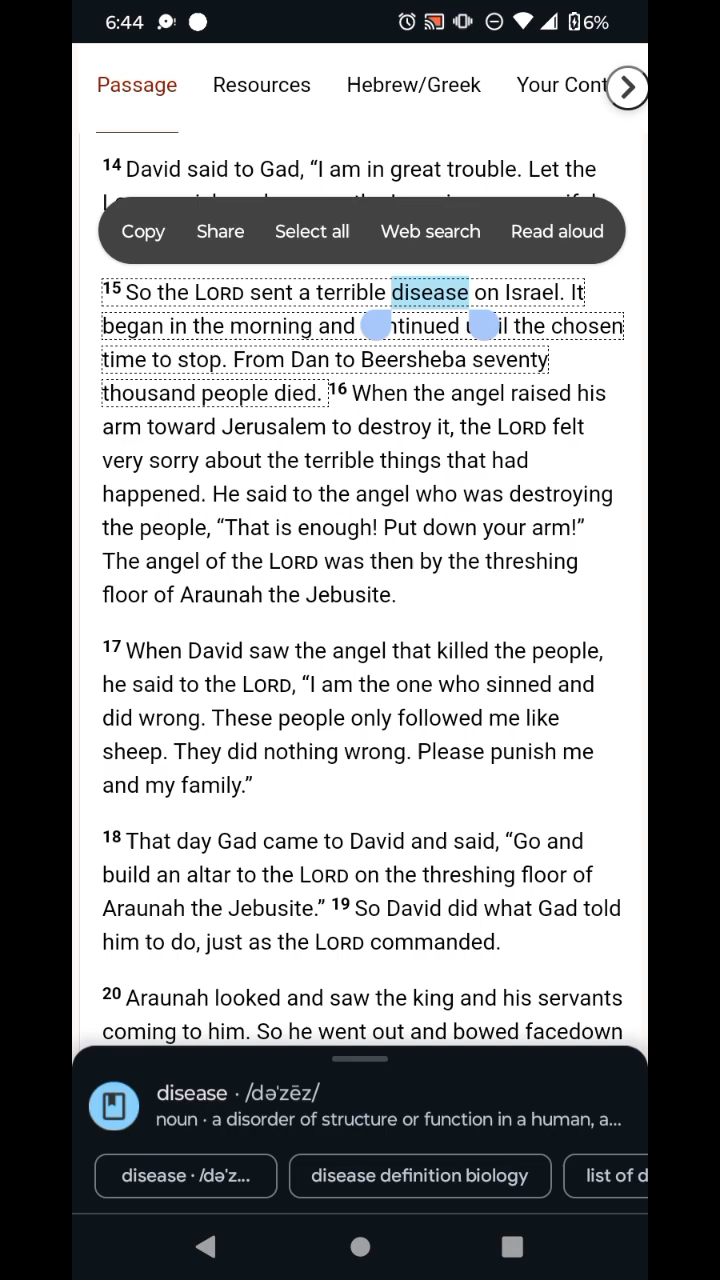 6:44
6%
Passage Resources Hebrew/Greek Your Cont
14 David said to Gad, “I am in great trouble. Let the
Copy Share Select all Web search Read aloud
15 So the LORD sent a terrible disease on Israel. It
began in the morning and ntinued u il the chosen
time to stop. From Dan to Beersheba seventy
thousand people died. 16 When the angel raised his
arm toward Jerusalem to destroy it, the LORD felt
very sorry about the terrible things that had
happened. He said to the angel who was destroying
the people, “That is enough! Put down your arm!”
The angel of the LORD was then by the threshing
floor of Araunah the Jebusite.
17 When David saw the angel that killed the people,
he said to the LORD, “I am the one who sinned and
did wrong. These people only followed me like
sheep. They did nothing wrong. Please punish me
and my family.”
18 That day Gad came to David and said, “Go and
build an altar to the LORD on the threshing floor of
Araunah the Jebusite.” 19 So David did what Gad told
him to do, just as the LORD commanded.
20 Araunah looked and saw the king and his servants
coming to him. So he went out and bowed facedown
disease · /dəˈzēz/
noun · a disorder of structure or function in a human, a...
disease · /dəˈz... disease definition biology list of d